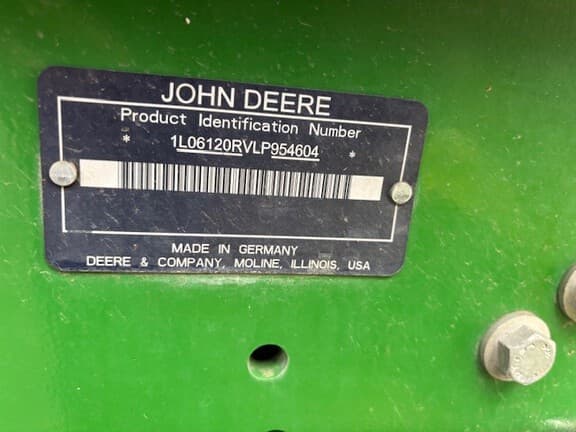 JOHN DEERE
Product Identification Number
* 1L06120RVLP954604 *
MADE IN GERMANY
DEERE & COMPANY, MOLINE, ILLINOIS, USA